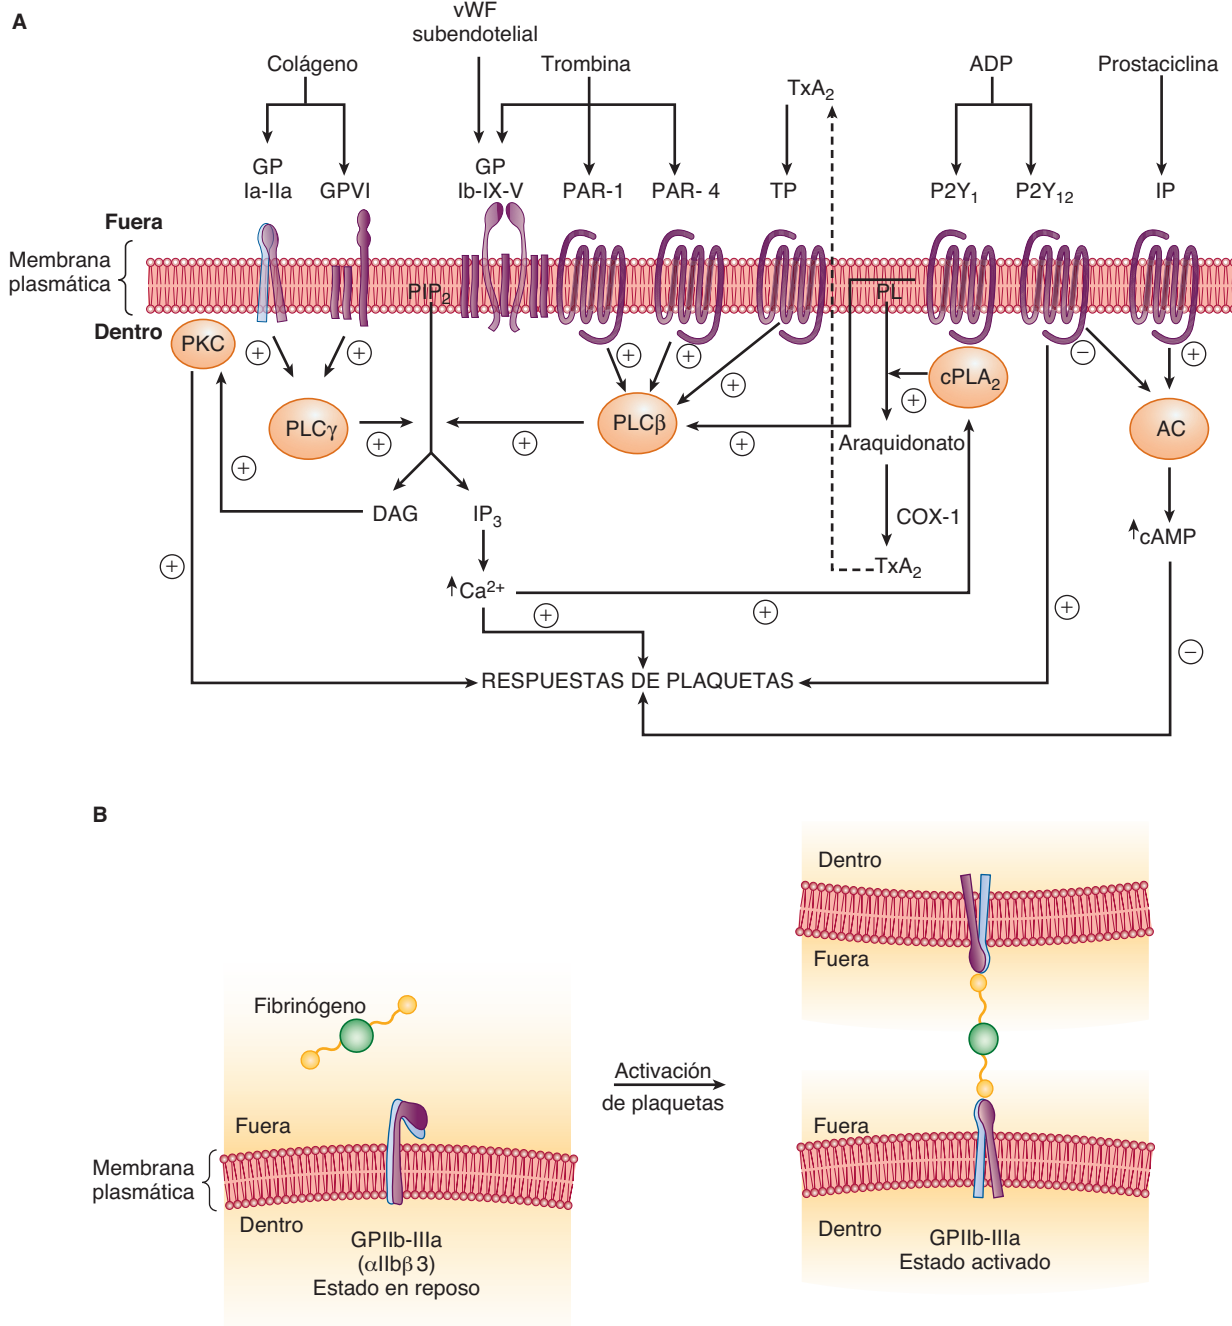 A
vWF
subendotelial
Colágeno
Trombina
ADP
Prostaciclina
TxA2
GP
Ia-IIa
GPVI
GP
Ib-IX-V
PAR-1
PAR- 4
TP
P2Y1
P2Y12
IP
Fuera
Membrana
plasmática
Dentro
PIP2
PL
PKC
+
+
+
+
+
−
+
cPLA2
+
+
PLCγ
+
+
PLCβ
+
AC
Araquidonato
+
DAG
IP3
COX-1
↑cAMP
+
TxA2
↑Ca2+
+
+
+
−
RESPUESTAS DE PLAQUETAS
B
Dentro
Fuera
Fibrinógeno
Activación
de plaquetas
Fuera
Membrana
plasmática
Dentro
GPIIb-IIIa
(αIIbβ 3)
Estado en reposo
Fuera
Dentro
GPIIb-IIIa
Estado activado